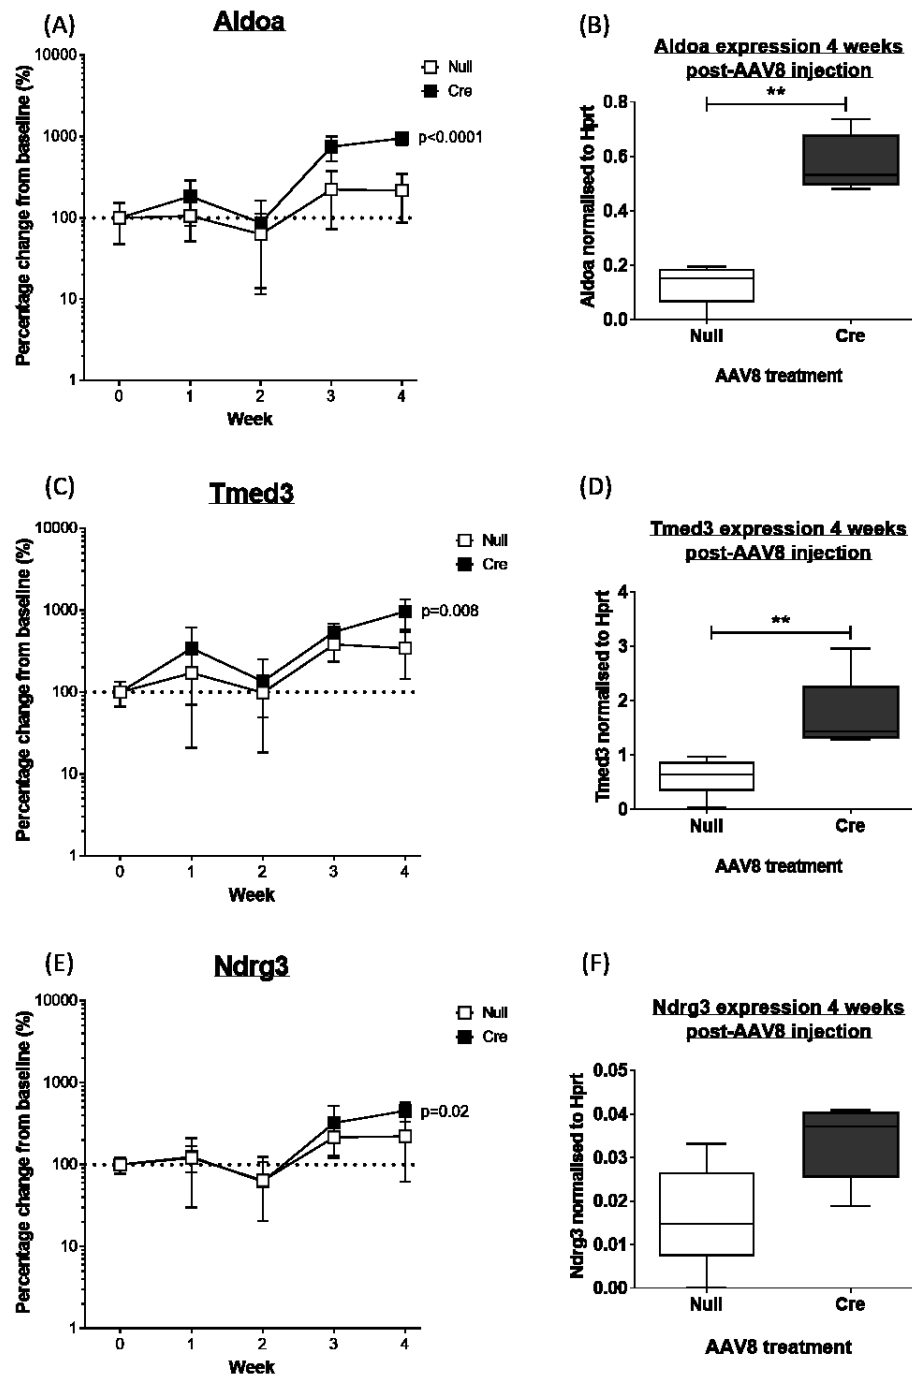 (A)
Aldoa
Percentage change from baseline (%)
10000
1000
100
10
1
Null
Cre
p<0.0001
0 1 2 3 4
Week
(B)
Aldoa expression 4 weeks
post-AAV8 injection
**
Aldoa normalised to Hprt
0.8
0.6
0.4
0.2
0.0
Null Cre
AAV8 treatment
(C)
Tmed3
Percentage change from baseline (%)
10000
1000
100
10
1
Null
Cre
p=0.008
0 1 2 3 4
Week
(D)
Tmed3 expression 4 weeks
post-AAV8 injection
**
Tmed3 normalised to Hprt
4
3
2
1
0
Null Cre
AAV8 treatment
(E)
Ndrg3
Percentage change from baseline (%)
10000
1000
100
10
1
Null
Cre
p=0.02
0 1 2 3 4
Week
(F)
Ndrg3 expression 4 weeks
post-AAV8 injection
Ndrg3 normalised to Hprt
0.05
0.04
0.03
0.02
0.01
0.00
Null Cre
AAV8 treatment